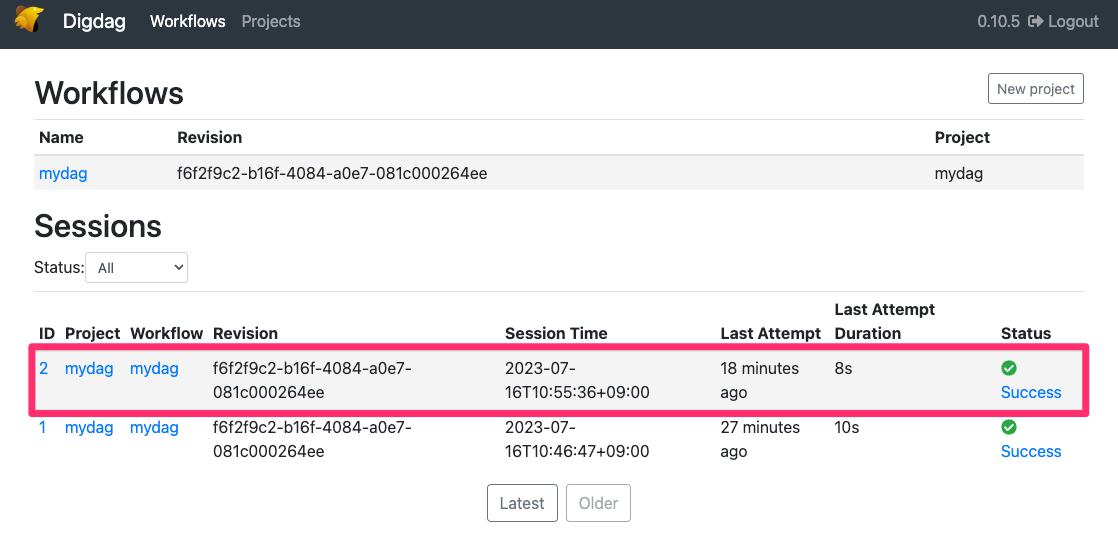 Digdag Workflows Projects 0.10.5 Logout
Workflows
New project
Name Revision Project
mydag f6f2f9c2-b16f-4084-a0e7-081c000264ee mydag
Sessions
Status: All
Last Attempt
ID Project Workflow Revision Session Time Last Attempt Duration Status
2 mydag mydag f6f2f9c2-b16f-4084-a0e7- 2023-07- 18 minutes 8s
081c000264ee 16T10:55:36+09:00 ago Success
1 mydag mydag f6f2f9c2-b16f-4084-a0e7- 2023-07- 27 minutes 10s
081c000264ee 16T10:46:47+09:00 ago Success
Latest Older